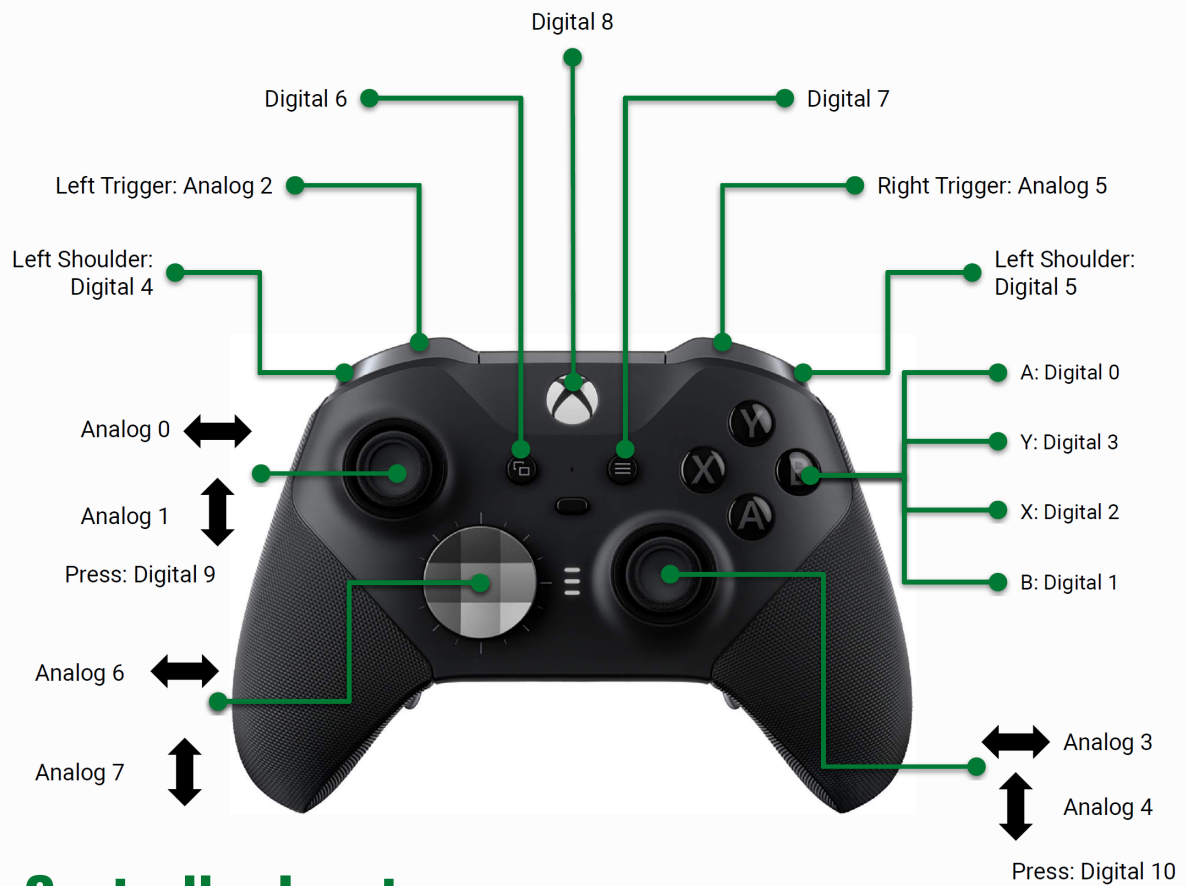 Digital 8
Digital 6
Digital 7
Left Trigger: Analog 2
Right Trigger: Analog 5
Left Shoulder:
Digital 4
Left Shoulder:
Digital 5
A: Digital 0
Analog 0
Y: Digital 3
Analog 1
X: Digital 2
Press: Digital 9
B: Digital 1
Y
X
B
A
Analog 6
Analog 7
Analog 3
Analog 4
Press: Digital 10